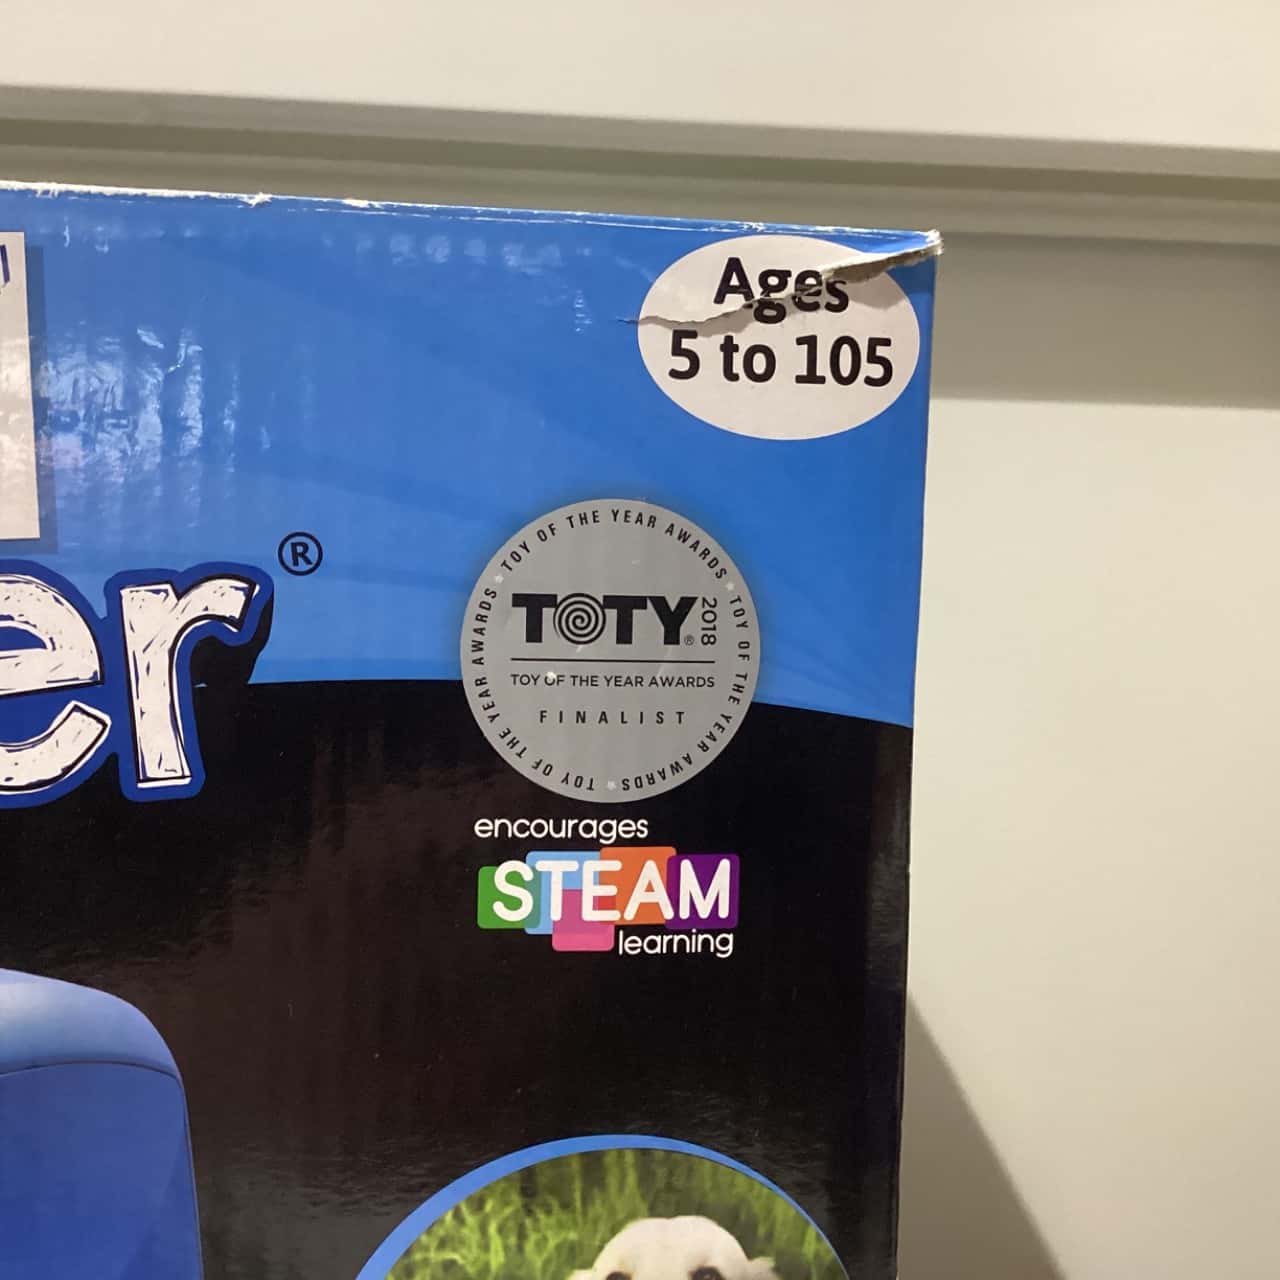 Ages
5 to 105
er®
TOY OF THE YEAR AWARDS
TOY OF THE YEAR AWARDS
TOY OF THE YEAR AWARDS
TOTY® 2018
TOY OF THE YEAR AWARDS
FINALIST
encourages
STEAM
learning